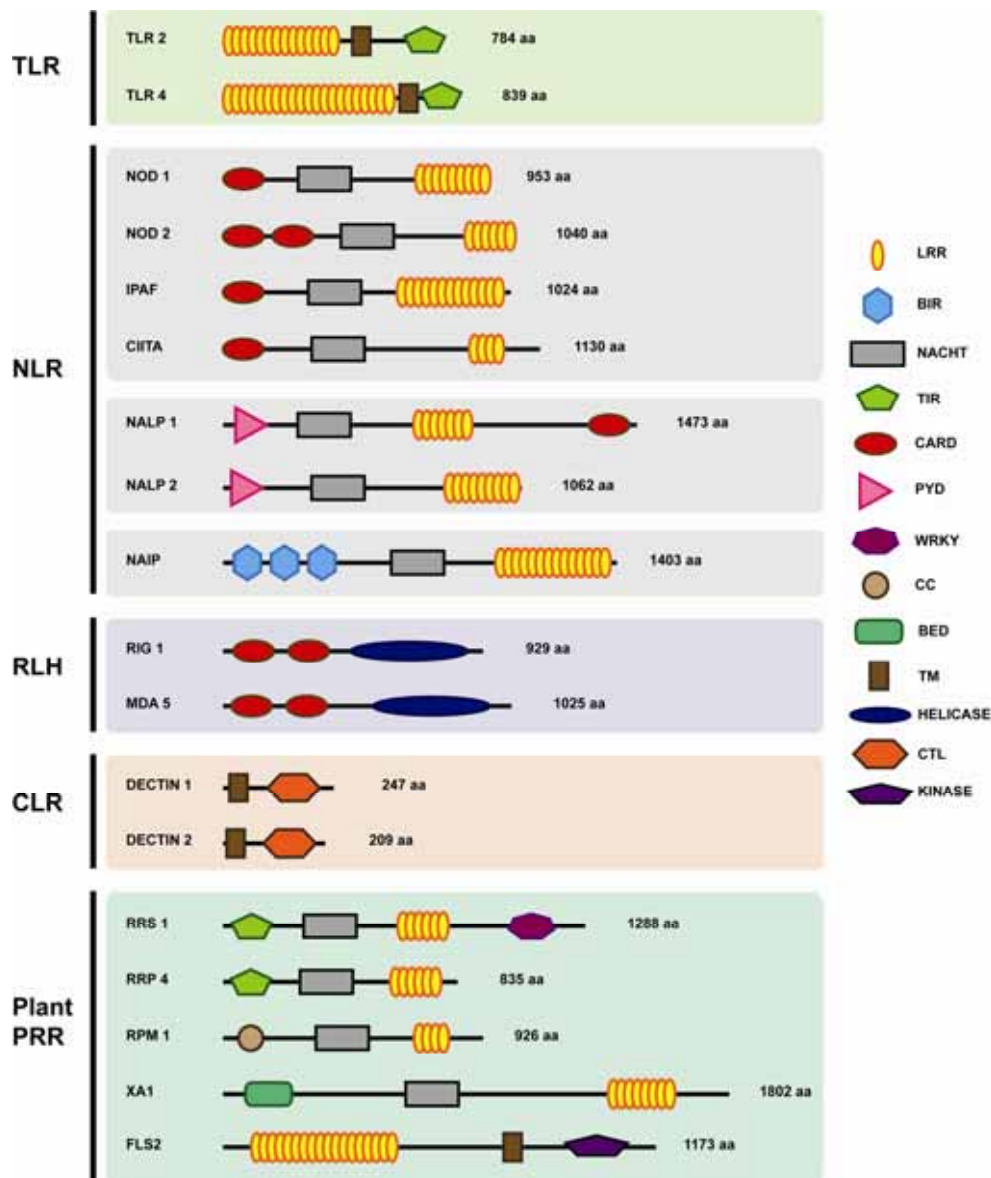 TLR
TLR 2 784 aa
TLR 4 839 aa
NLR
NOD 1 953 aa
NOD 2 1040 aa
IPAF 1024 aa
CIITA 1130 aa
NALP 1 1473 aa
NALP 2 1062 aa
NAIP 1403 aa
RLH
RIG 1 929 aa
MDA 5 1025 aa
CLR
DECTIN 1 247 aa
DECTIN 2 209 aa
Plant
PRR
RRS 1 1288 aa
RRP 4 835 aa
RPM 1 926 aa
XA1 1802 aa
FLS2 1173 aa
LRR
BIR
NACHT
TIR
CARD
PYD
WRKY
CC
BED
TM
HELICASE
CTL
KINASE